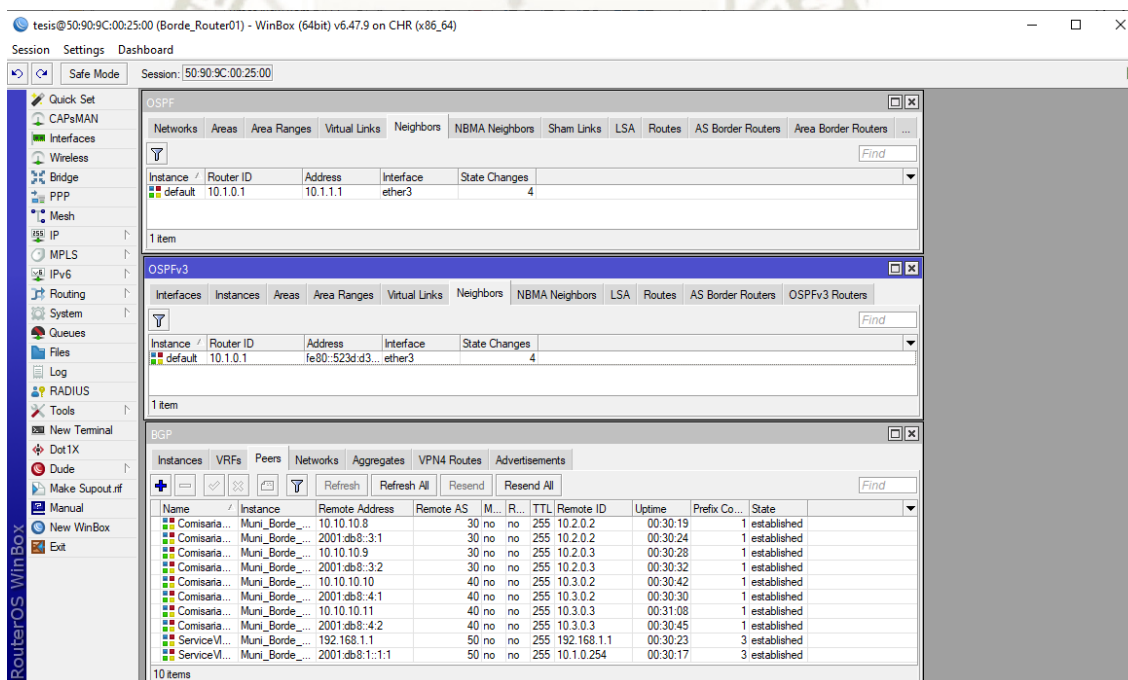 tesis@50:90:9C:00:25:00 (Borde_Router01) - WinBox (64bit) v6.47.9 on CHR (x86_64)
Session Settings Dashboard
Safe Mode Session: 50:90:9C:00:25:00
Quick Set
CAPsMAN
Interfaces
Wireless
Bridge
PPP
Mesh
IP
MPLS
IPv6
Routing
System
Queues
Files
Log
RADIUS
Tools
New Terminal
Dot1X
Dude
Make Supout.rif
Manual
New WinBox
Exit
RouterOS WinBox
OSPF
Networks Areas Area Ranges Virtual Links Neighbors NBMA Neighbors Sham Links LSA Routes AS Border Routers Area Border Routers ...
Find
Instance Router ID Address Interface State Changes
default 10.1.0.1 10.1.1.1 ether3 4
1 item
OSPFv3
Interfaces Instances Areas Area Ranges Virtual Links Neighbors NBMA Neighbors LSA Routes AS Border Routers OSPFv3 Routers
Find
Instance Router ID Address Interface State Changes
default 10.1.0.1 fe80::523d:d3... ether3 4
1 item
BGP
Instances VRFs Peers Networks Aggregates VPN4 Routes Advertisements
Refresh Refresh All Resend Resend All Find
Name Instance Remote Address Remote AS M... R... TTL Remote ID Uptime Prefix Co... State
Comisaria... Muni_Borde_... 10.10.10.8 30 no no 255 10.2.0.2 00:30:19 1 established
Comisaria... Muni_Borde_... 2001:db8::3:1 30 no no 255 10.2.0.2 00:30:24 1 established
Comisaria... Muni_Borde_... 10.10.10.9 30 no no 255 10.2.0.3 00:30:28 1 established
Comisaria... Muni_Borde_... 2001:db8::3:2 30 no no 255 10.2.0.3 00:30:32 1 established
Comisaria... Muni_Borde_... 10.10.10.10 40 no no 255 10.3.0.2 00:30:42 1 established
Comisaria... Muni_Borde_... 2001:db8::4:1 40 no no 255 10.3.0.2 00:30:30 1 established
Comisaria... Muni_Borde_... 10.10.10.11 40 no no 255 10.3.0.3 00:31:08 1 established
Comisaria... Muni_Borde_... 2001:db8::4:2 40 no no 255 10.3.0.3 00:30:45 1 established
ServiceVI... Muni_Borde_... 192.168.1.1 50 no no 255 192.168.1.1 00:30:23 3 established
ServiceVI... Muni_Borde_... 2001:db8:1::1:1 50 no no 255 10.1.0.254 00:30:17 3 established
10 items